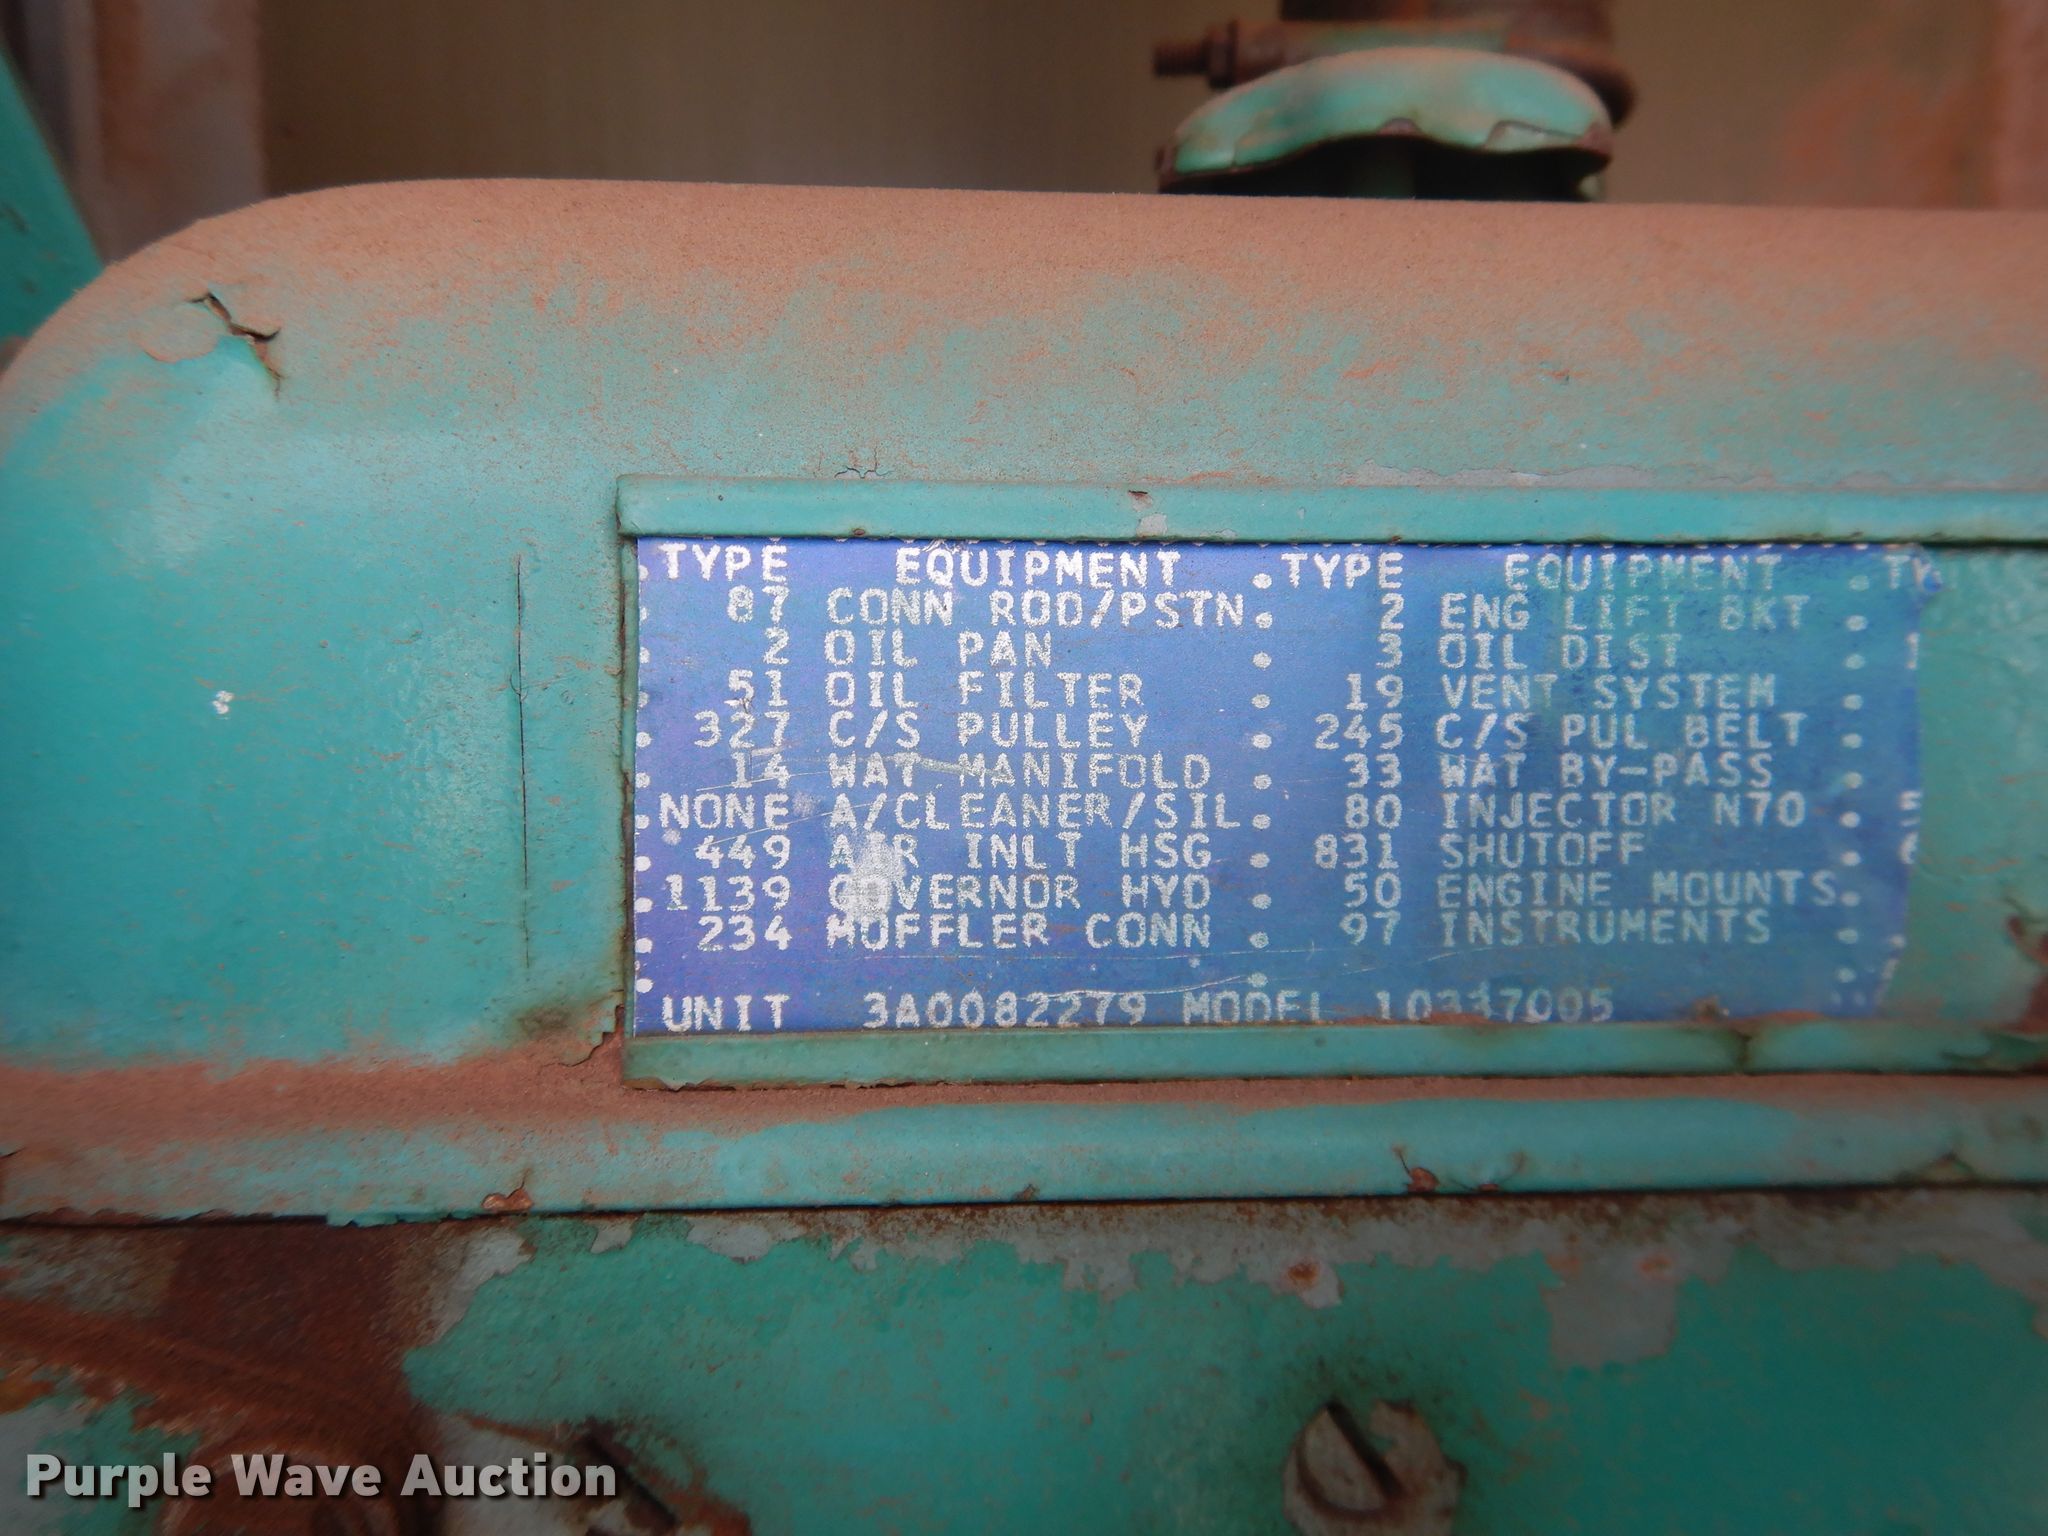 TYPE EQUIPMENT . TYPE EQUIPMENT . TY
87 CONN ROD/PSTN . 2 ENG LIFT BKT .
2 OIL PAN . 3 OIL DIST .
51 OIL FILTER . 19 VENT SYSTEM .
327 C/S PULLEY . 245 C/S PUL BELT .
14 WAT MANIFOLD . 33 WAT BY-PASS .
NONE A/CLEANER/SIL . 80 INJECTOR N70 .
449 AIR INLT HSG . 831 SHUTOFF .
1139 GOVERNOR HYD . 50 ENGINE MOUNTS .
234 MUFFLER CONN . 97 INSTRUMENTS .
UNIT 3A0082279 MODEL 10337005
Purple Wave Auction